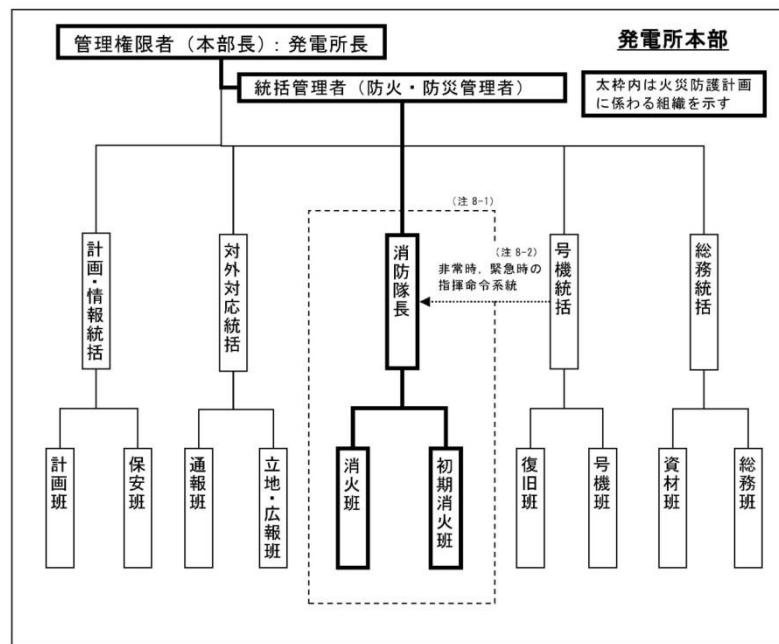 管理権限者（本部長）：発電所長
発電所本部
統括管理者（防火・防災管理者）
太枠内は火災防護計画
に係わる組織を示す
（注 8-1）
（注 8-2）
非常時，緊急時の
指揮命令系統
計画・情報統括
対外対応統括
消防隊長
号機統括
総務統括
計画班
保安班
通報班
立地・広報班
消火班
初期消火班
復旧班
号機班
資材班
総務班